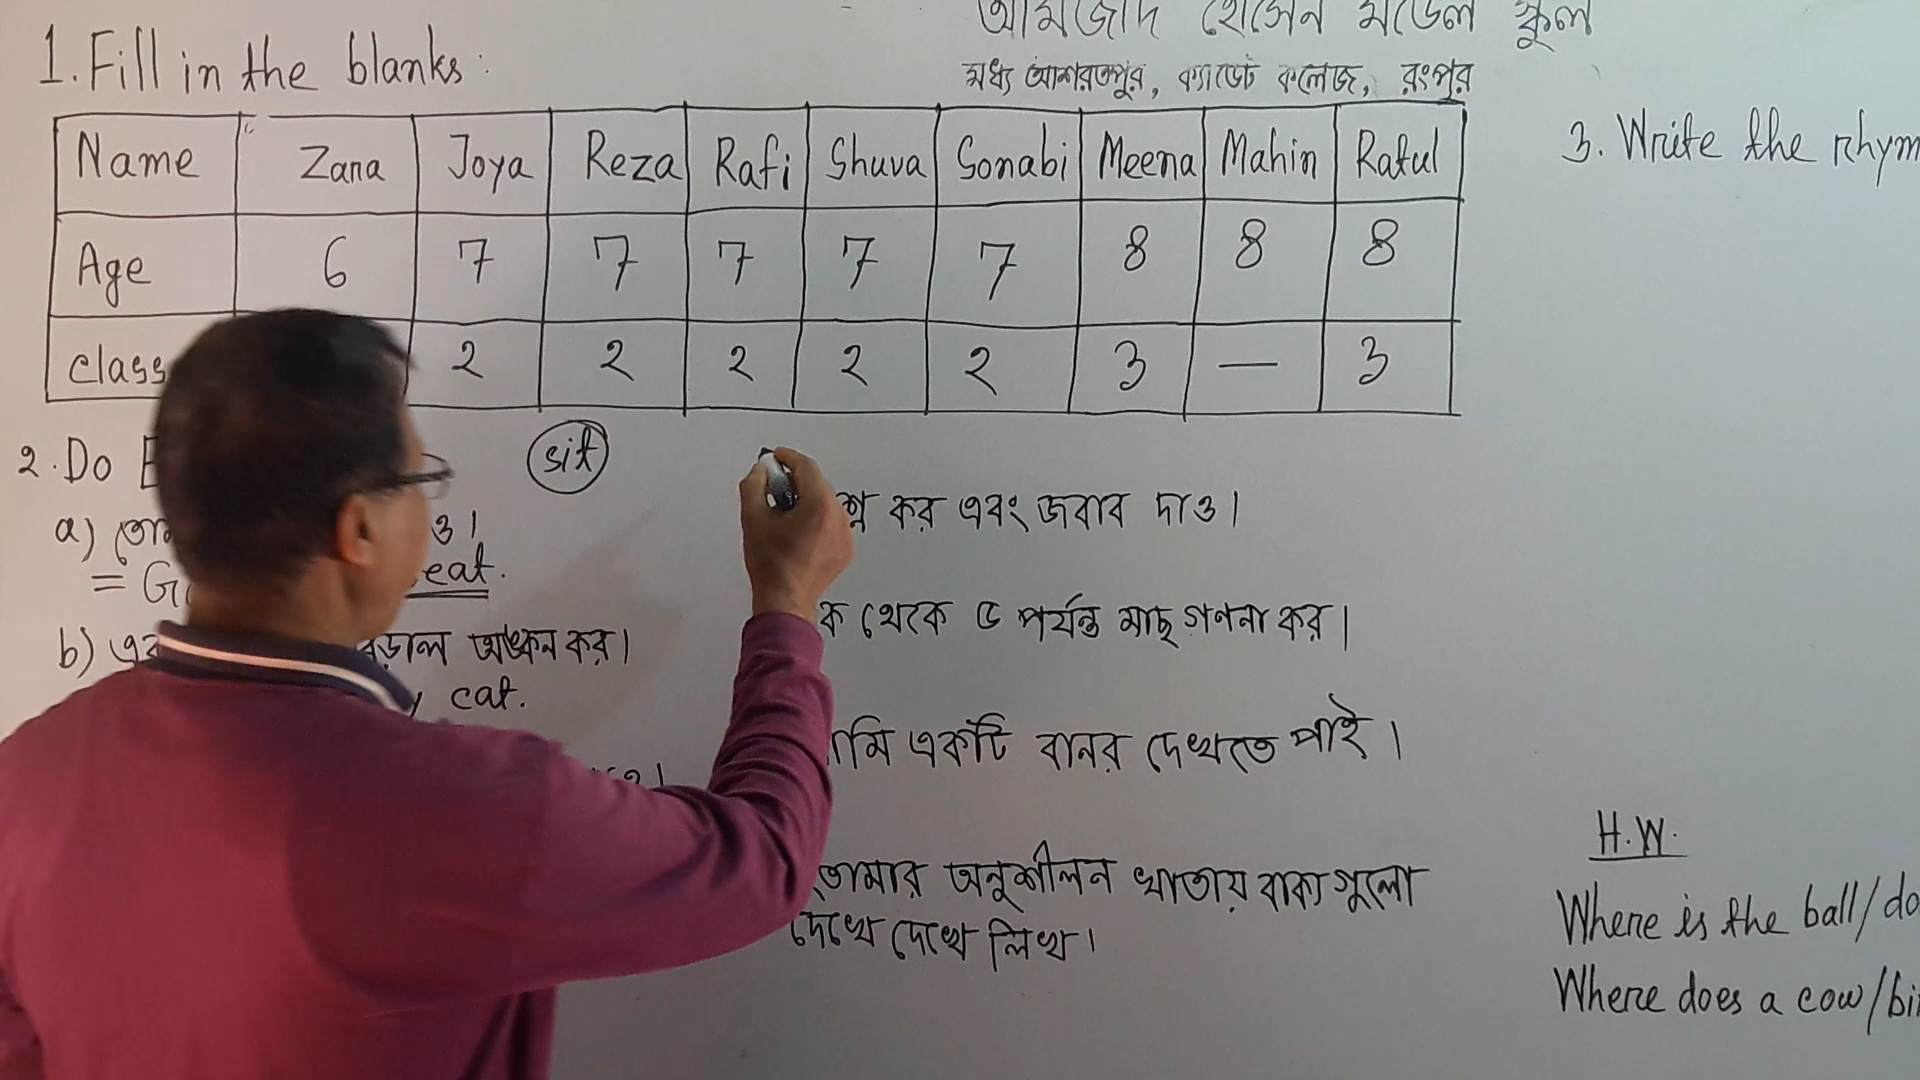 আমজাদ হোসেন মডেল স্কুল
মধ্য আশরতপুর, ক্যাডেট কলেজ, রংপুর
1. Fill in the blanks:
Name Zara Joya Reza Rafi Shuva Sonabi Meena Mahin Ratul
Age 6 7 7 7 7 7 8 8 8
class 2 2 2 2 2 3 — 3
2. Do
sit
a)
ও।
=
eat.
b)
অঙ্কন কর।
cat.
কর এবং জবাব দাও।
থেকে ৫ পর্যন্ত মাছ গণনা কর।
একটি বানর দেখতে পাই।
তোমার অনুশীলন খাতায় বাক্যগুলো
দেখে দেখে লিখ।
3. Write the rhym
H.W.
Where is the ball/do
Where does a cow/bi